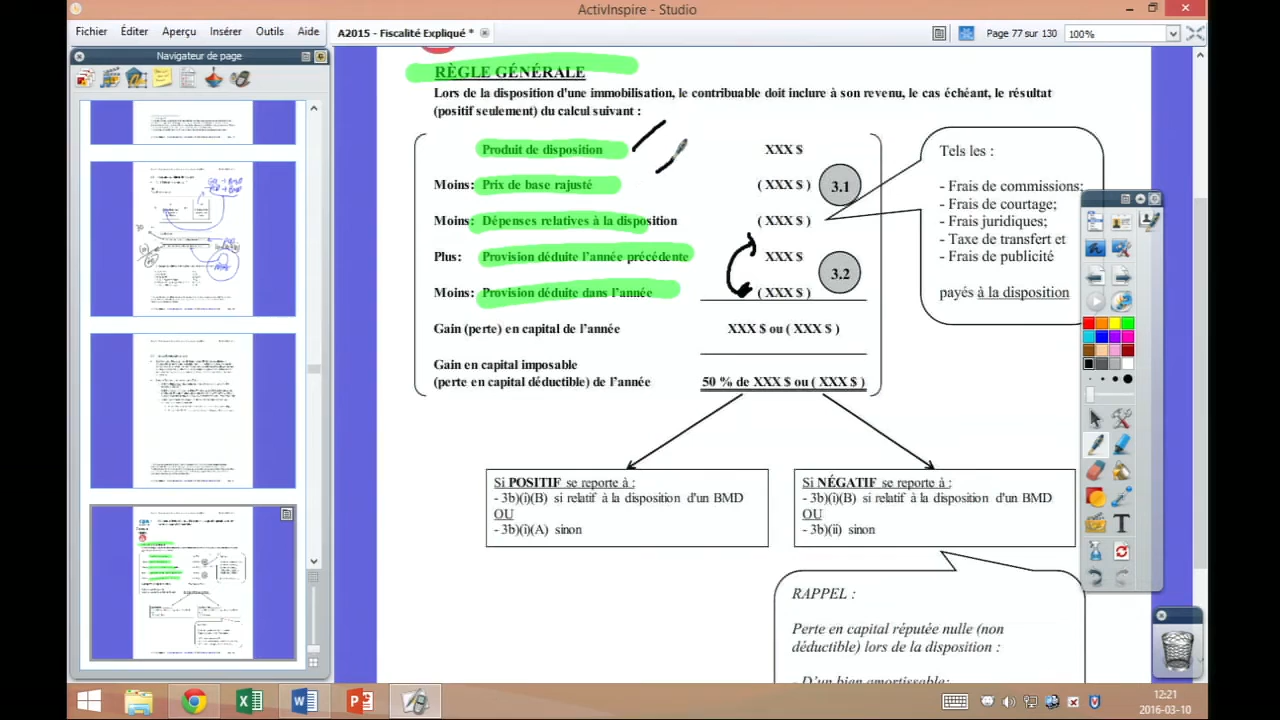 ActivInspire - Studio
Fichier Éditer Aperçu Insérer Outils Aide
A2015 - Fiscalité Expliqué *
Page 77 sur 130
100%
Navigateur de page
RÈGLE GÉNÉRALE
Lors de la disposition d'une immobilisation, le contribuable doit inclure à son revenu, le cas échéant, le résultat
(positif seulement) du calcul suivant :
Produit de disposition XXX $
Moins: Prix de base rajusté ( XXX $ ) 3.1
Moins: Dépenses relatives à la disposition ( XXX $ )
Plus: Provision déduite l'année précédente XXX $ 3.2
Moins: Provision déduite dans l'année ( XXX $ )
Gain (perte) en capital de l'année XXX $ ou ( XXX $ )
Gain en capital imposable
(perte en capital déductible) de l'année 50 % de XXX $ ou ( XXX $ )
Tels les :
- Frais de commissions;
- Frais de courtage;
- Frais juridiques;
- Taxe de transfert et
- Frais de publicité
payés à la disposition
Si POSITIF se reporte à :
- 3b)(i)(B) si relatif à la disposition d'un BMD
OU
- 3b)(i)(A) sinon
Si NÉGATIF se reporte à :
- 3b)(i)(B) si relatif à la disposition d'un BMD
OU
- 3b)(ii) sinon
RAPPEL :
Perte en capital réputée nulle (non
déductible) lors de la disposition :
- D'un bien amortissable;
12:21
2016-03-10